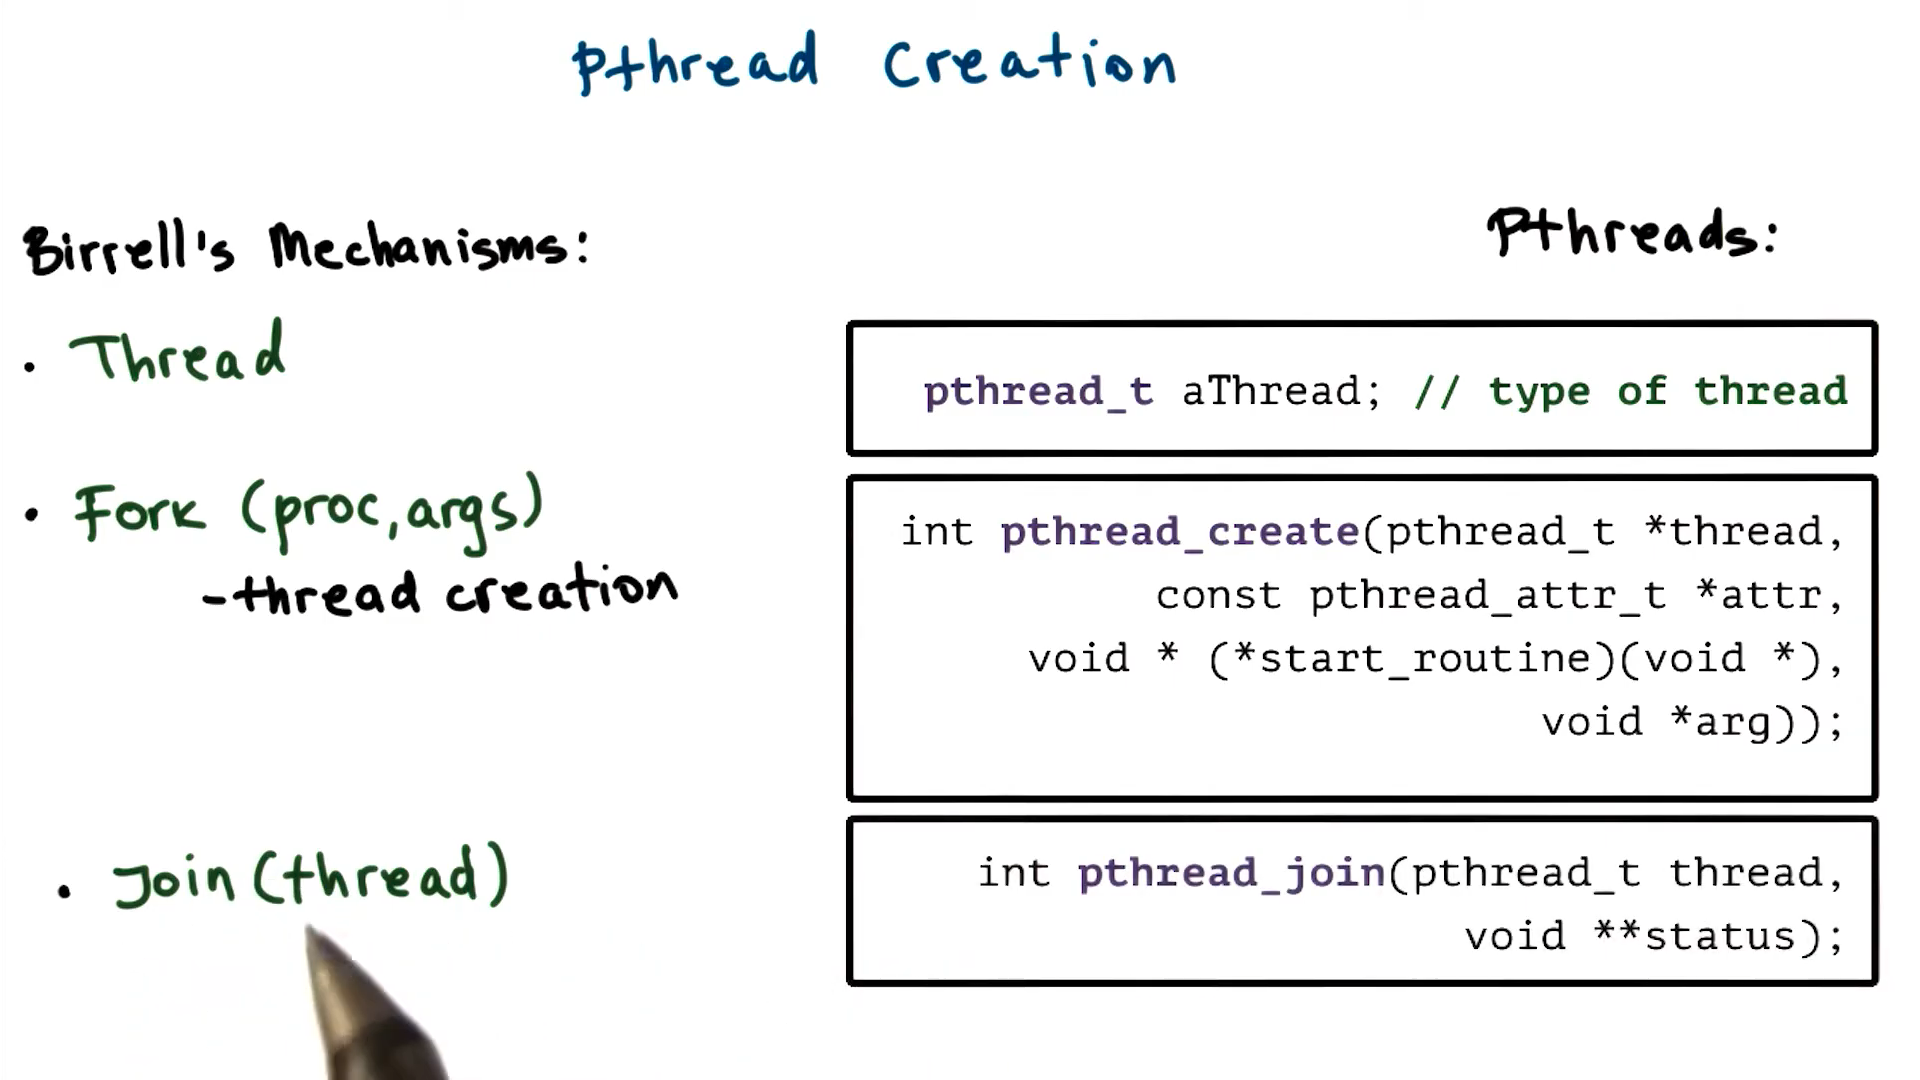 Pthread Creation
Birrell's Mechanisms:
Pthreads:
• Thread
pthread_t aThread; // type of thread
• Fork (proc, args)
-thread creation
int pthread_create(pthread_t *thread,
const pthread_attr_t *attr,
void * (*start_routine)(void *),
void *arg));
• Join (thread)
int pthread_join(pthread_t thread,
void **status);